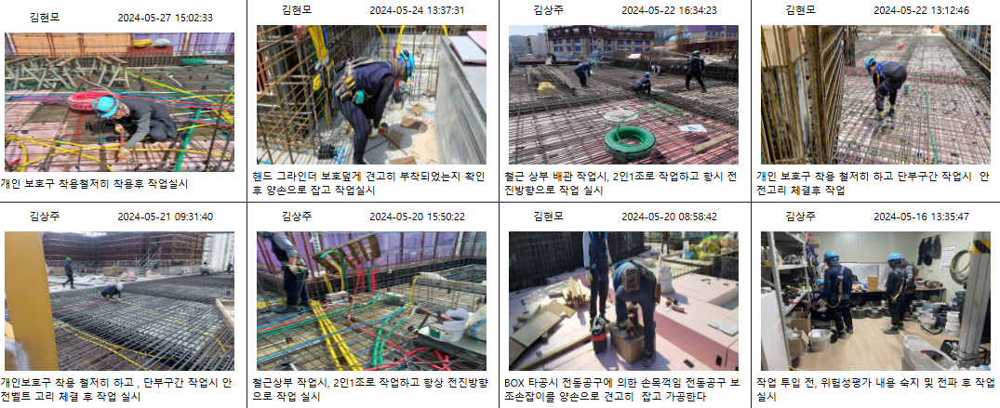 김현모 2024-05-27 15:02:33
개인 보호구 착용철저히 착용후 작업실시
김현모 2024-05-24 13:37:31
핸드 그라인더 보호덮게 견고히 부착되었는지 확인
후 양손으로 잡고 작업실시
김상주 2024-05-22 16:34:23
철근 상부 배관 작업시, 2인1조로 작업하고 항시 전
진방향으로 작업 실시
김현모 2024-05-22 13:12:46
개인 보호구 착용 철저히 하고 단부구간 작업시 안
전고리 체결후 작업
김상주 2024-05-21 09:31:40
개인보호구 착용 철저히 하고 , 단부구간 작업시 안
전벨트 고리 체결 후 작업 실시
김상주 2024-05-20 15:50:22
철근상부 작업시, 2인1조로 작업하고 항상 전진방향
으로 작업 실시
김현모 2024-05-20 08:58:42
BOX 타공시 전동공구에 의한 손목꺽임 전동공구 보
조손잡이를 양손으로 견고히 잡고 가공한다
김상주 2024-05-16 13:35:47
작업 투입 전, 위험성평가 내용 숙지 및 전파 후 작업
실시